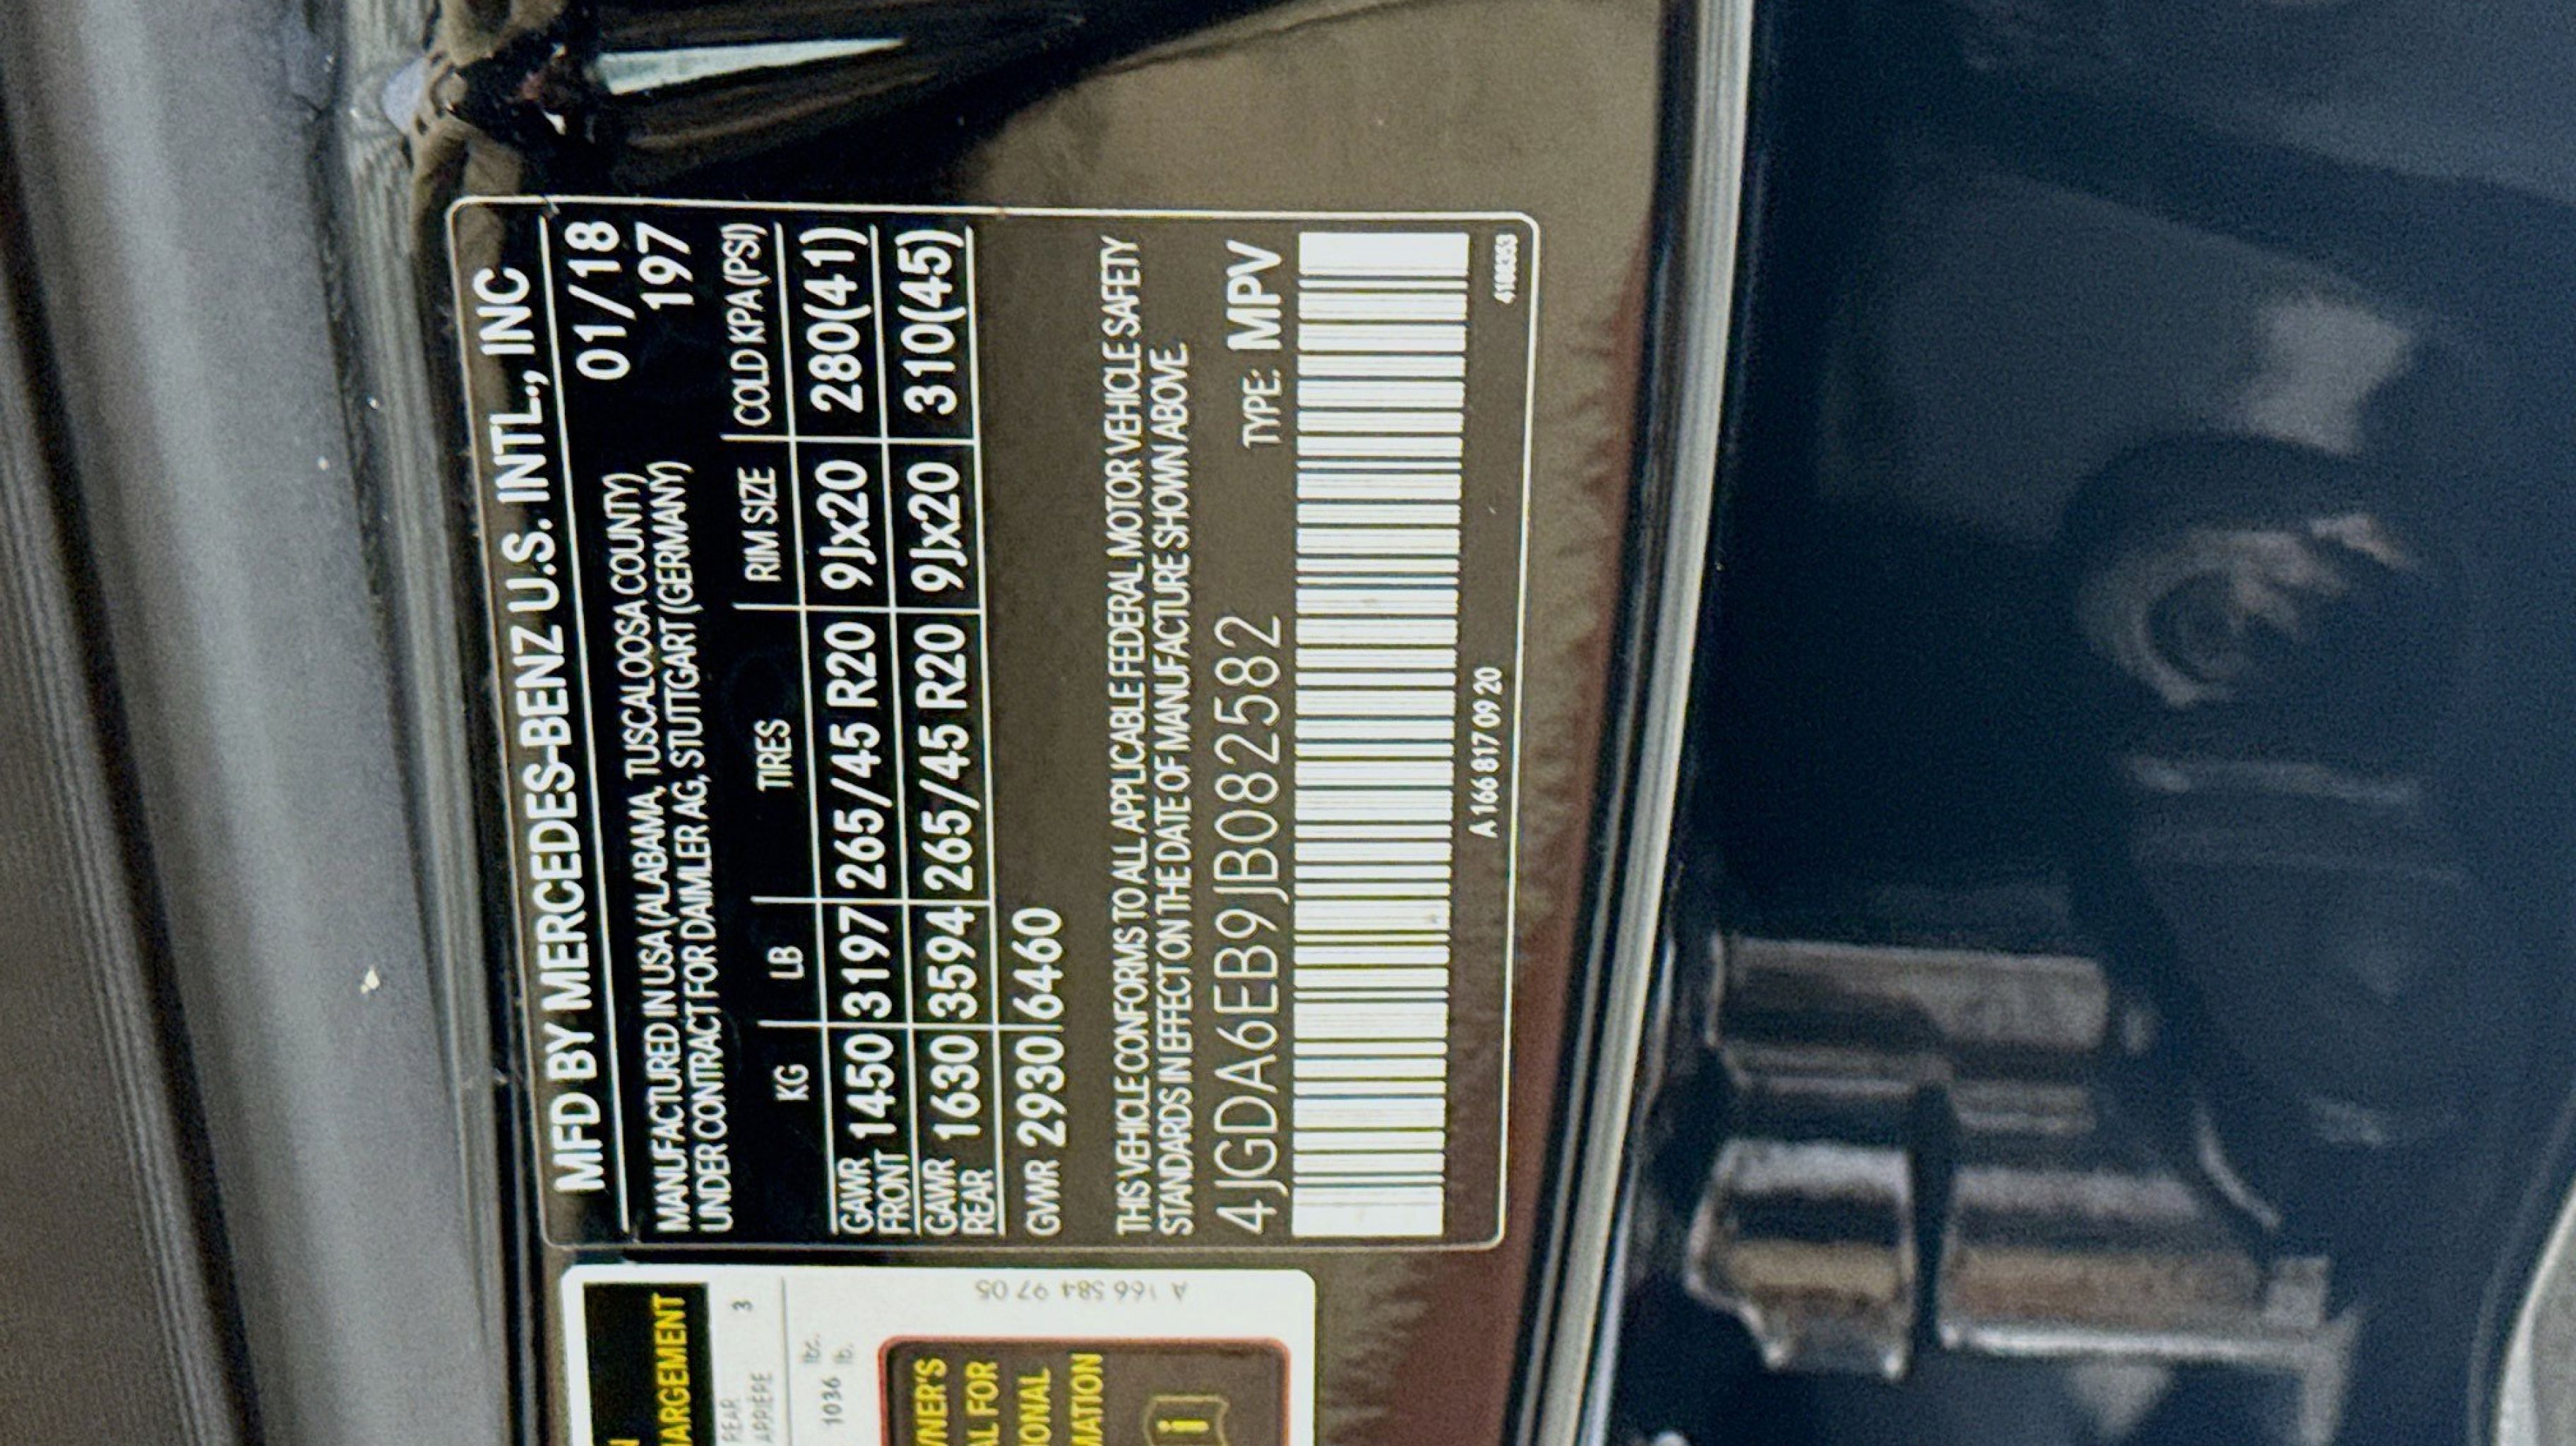 MFD BY MERCEDES-BENZ U.S. INTL., INC
01/18
MANUFACTURED IN USA (ALABAMA, TUSCALOOSA COUNTY) 197
UNDER CONTRACT FOR DAIMLER AG, STUTTGART (GERMANY)
KG LB TIRES RIM SIZE COLD KPA (PSI)
GAWR FRONT 1450 3197 265/45 R20 9Jx20 280(41)
GAWR REAR 1630 3594 265/45 R20 9Jx20 310(45)
GVWR 2930 6460
THIS VEHICLE CONFORMS TO ALL APPLICABLE FEDERAL MOTOR VEHICLE SAFETY
STANDARDS IN EFFECT ON THE DATE OF MANUFACTURE SHOWN ABOVE.
4JGDA6EB9JB082582 TYPE: MPV
A 166 817 09 20
REAR
ARRIÈRE 3
1036 lb.
A 166 584 97 05